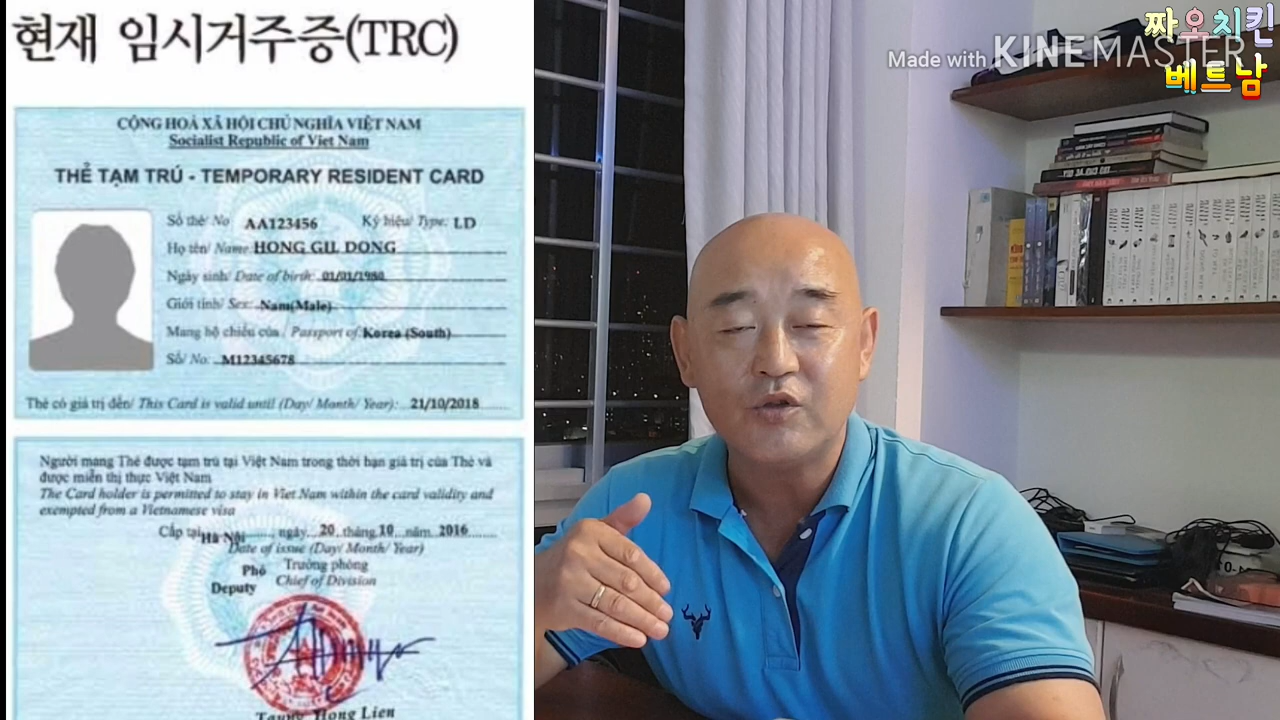 현재 임시거주증(TRC)
CỘNG HOÀ XÃ HỘI CHỦ NGHĨA VIỆT NAM
Socialist Republic of Viet Nam
THẺ TẠM TRÚ - TEMPORARY RESIDENT CARD
Số thẻ/ No AA123456 Ký hiệu/ Type: LD
Họ tên/ Name: HONG GIL DONG
Ngày sinh/ Date of birth: 01/01/1980
Giới tính/ Sex: Nam(Male)
Mang hộ chiếu của / Passport of: Korea (South)
Số/ No: M12345678
Thẻ có giá trị đến/ This Card is valid until (Day/ Month/ Year): 21/10/2018
Người mang Thẻ được tạm trú tại Việt Nam trong thời hạn giá trị của Thẻ và
được miễn thị thực Việt Nam
The Card holder is permitted to stay in Viet Nam within the card validity and
exempted from a Vietnamese visa
Cấp tại Hà Nội, ngày 20 tháng 10 năm 2016
Date of issue (Day/ Month/ Year)
Phó Trưởng phòng
Deputy Chief of Division
Hong Lien
짜오치킨
Made with KINEMASTER
베트남